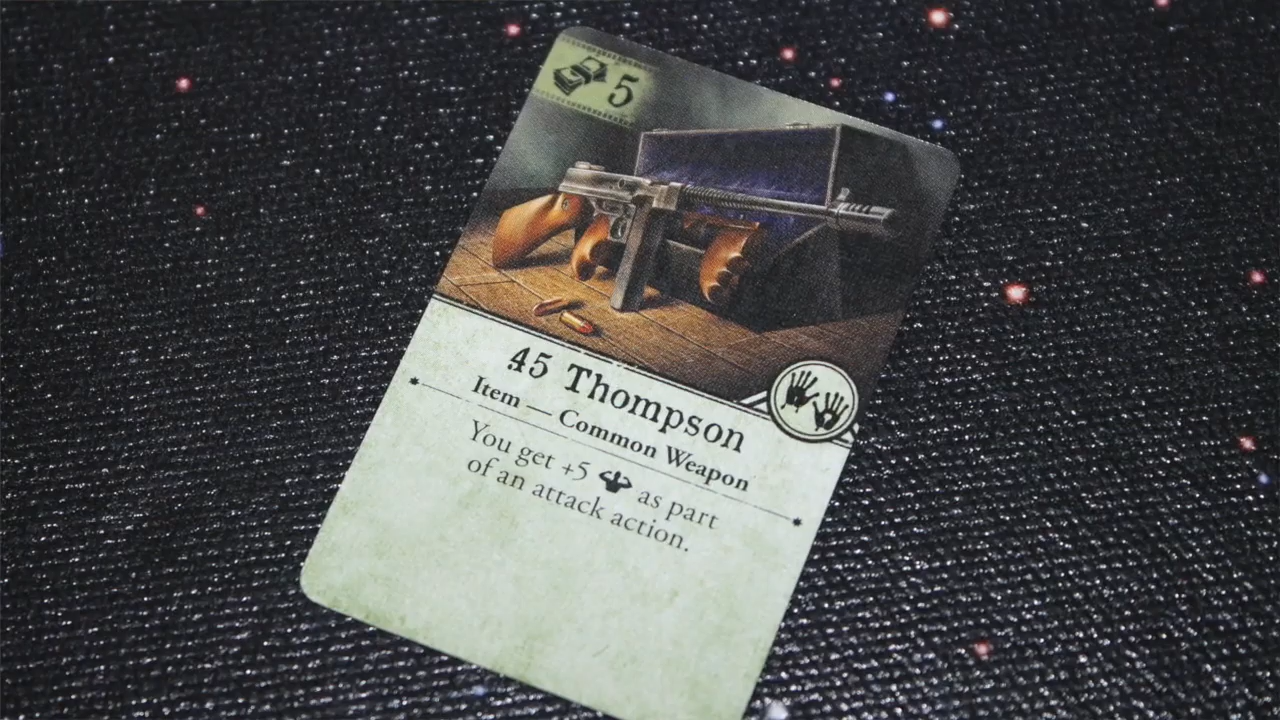 5
45 Thompson
Item — Common Weapon
You get +5 as part
of an attack action.